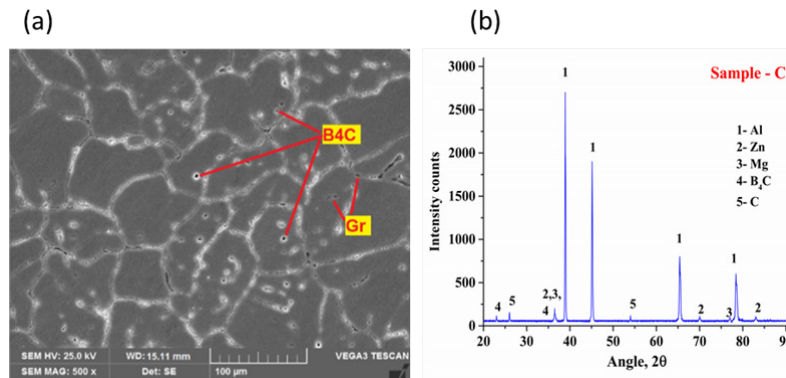 (a)
B4C
Gr
SEM HV: 25.0 kV WD: 15.11 mm VEGA3 TESCAN
SEM MAG: 500 x Det: SE 100 µm
(b)
Sample - C
Intensity counts
3000
2500
2000
1500
1000
500
0
1
1
1
1
1- Al
2- Zn
3- Mg
4- B₄C
5- C
4
5
2,3,
4
5
2
3
2
20 30 40 50 60 70 80 90
Angle, 2θ